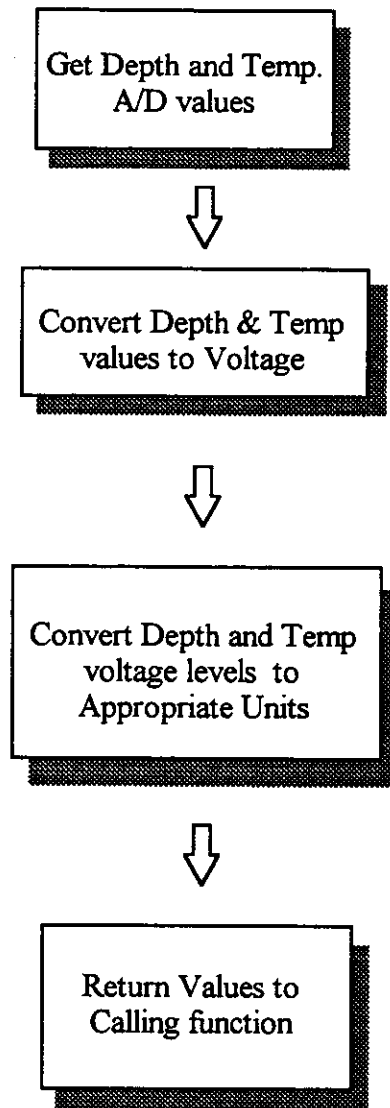 Get Depth and Temp.
A/D values
Convert Depth & Temp
values to Voltage
Convert Depth and Temp
voltage levels to
Appropriate Units
Return Values to
Calling function